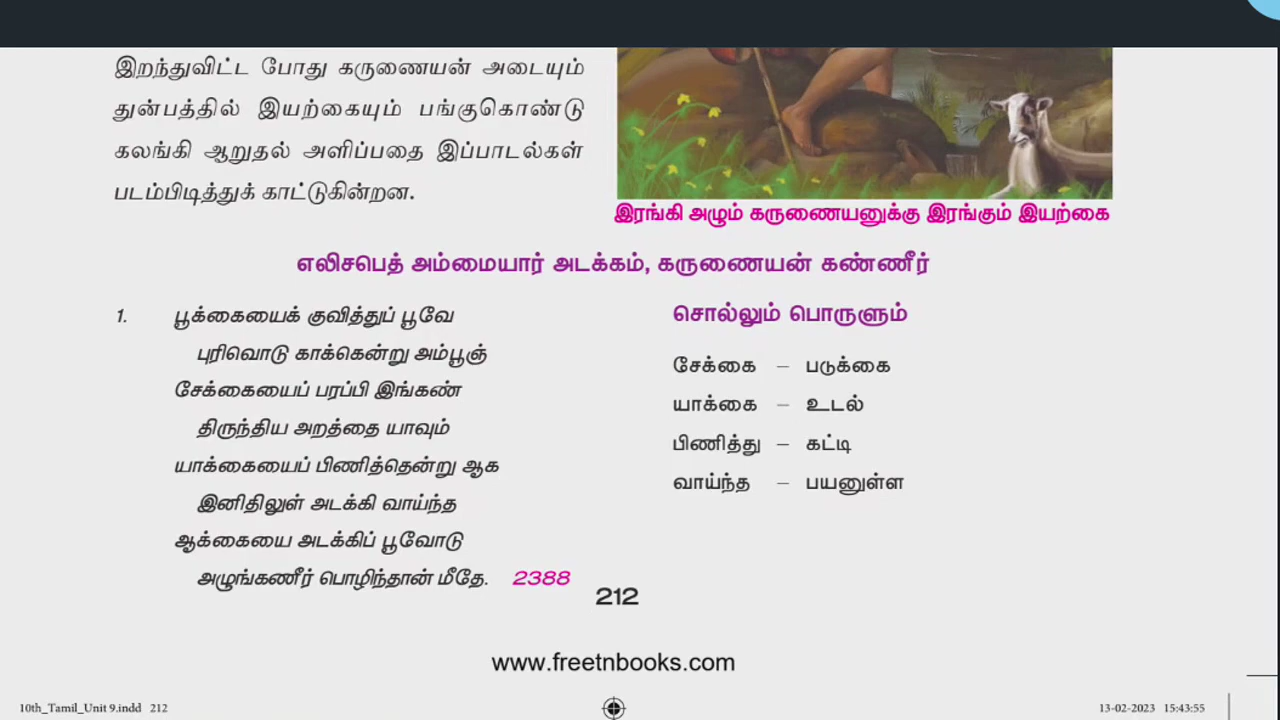 இறந்துவிட்ட போது கருணையன் அடையும்
துன்பத்தில் இயற்கையும் பங்குகொண்டு
கலங்கி ஆறுதல் அளிப்பதை இப்பாடல்கள்
படம்பிடித்துக் காட்டுகின்றன.
இரங்கி அழும் கருணையனுக்கு இரங்கும் இயற்கை
எலிசபெத் அம்மையார் அடக்கம், கருணையன் கண்ணீர்
1. பூக்கையைக் குவித்துப் பூவே
புரிவொடு காக்கென்று அம்பூஞ்
சேக்கையைப் பரப்பி இங்கண்
திருந்திய அறத்தை யாவும்
யாக்கையைப் பிணித்தென்று ஆக
இனிதிலுள் அடக்கி வாய்ந்த
ஆக்கையை அடக்கிப் பூவோடு
அழுங்கணீர் பொழிந்தான் மீதே. 2388
சொல்லும் பொருளும்
சேக்கை – படுக்கை
யாக்கை – உடல்
பிணித்து – கட்டி
வாய்ந்த – பயனுள்ள
212
www.freetnbooks.com
10th_Tamil_Unit 9.indd 212
13-02-2023 15:43:55